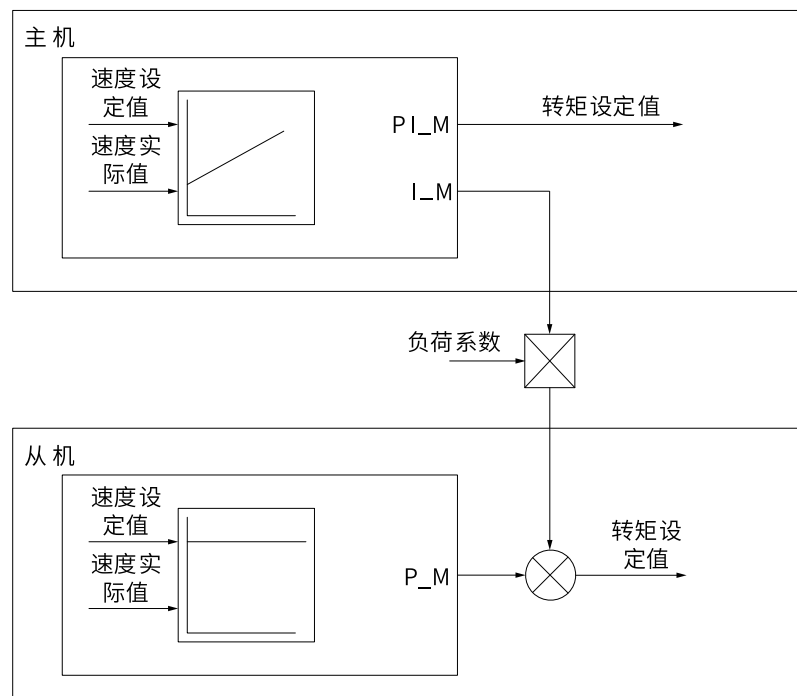 主机
速度设
定值
速度实
际值
PI_M
转矩设定值
I_M
负荷系数
从机
速度设
定值
速度实
际值
P_M
转矩设
定值